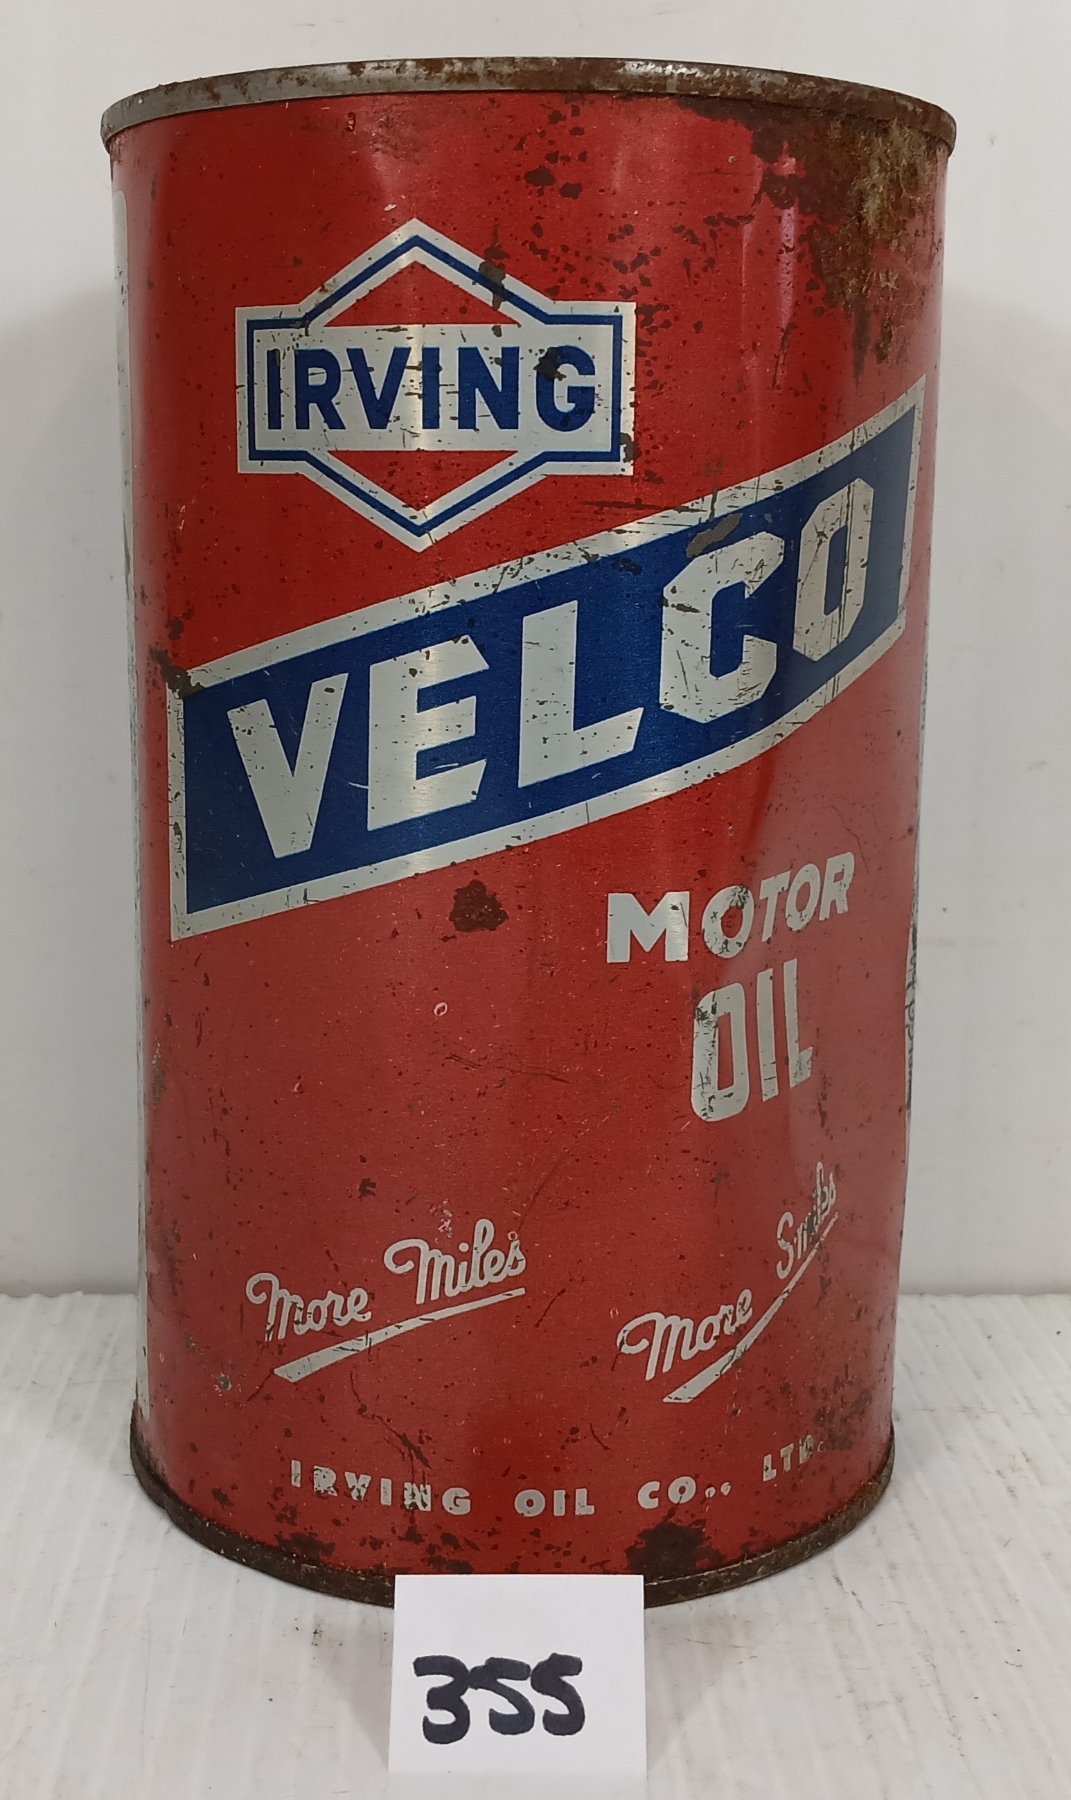 IRVING
VELCO
MOTOR
OIL
More Miles
More Smiles
IRVING OIL CO., LTD.
355